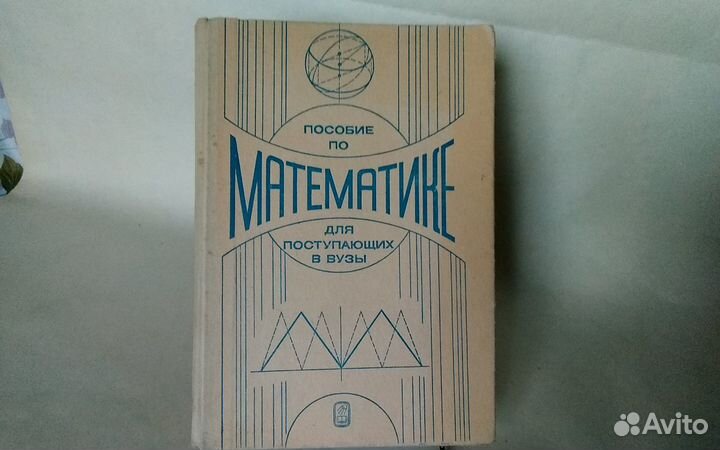 ПОСОБИЕ
ПО
МАТЕМАТИКЕ
ДЛЯ
ПОСТУПАЮЩИХ
В ВУЗЫ
Avito